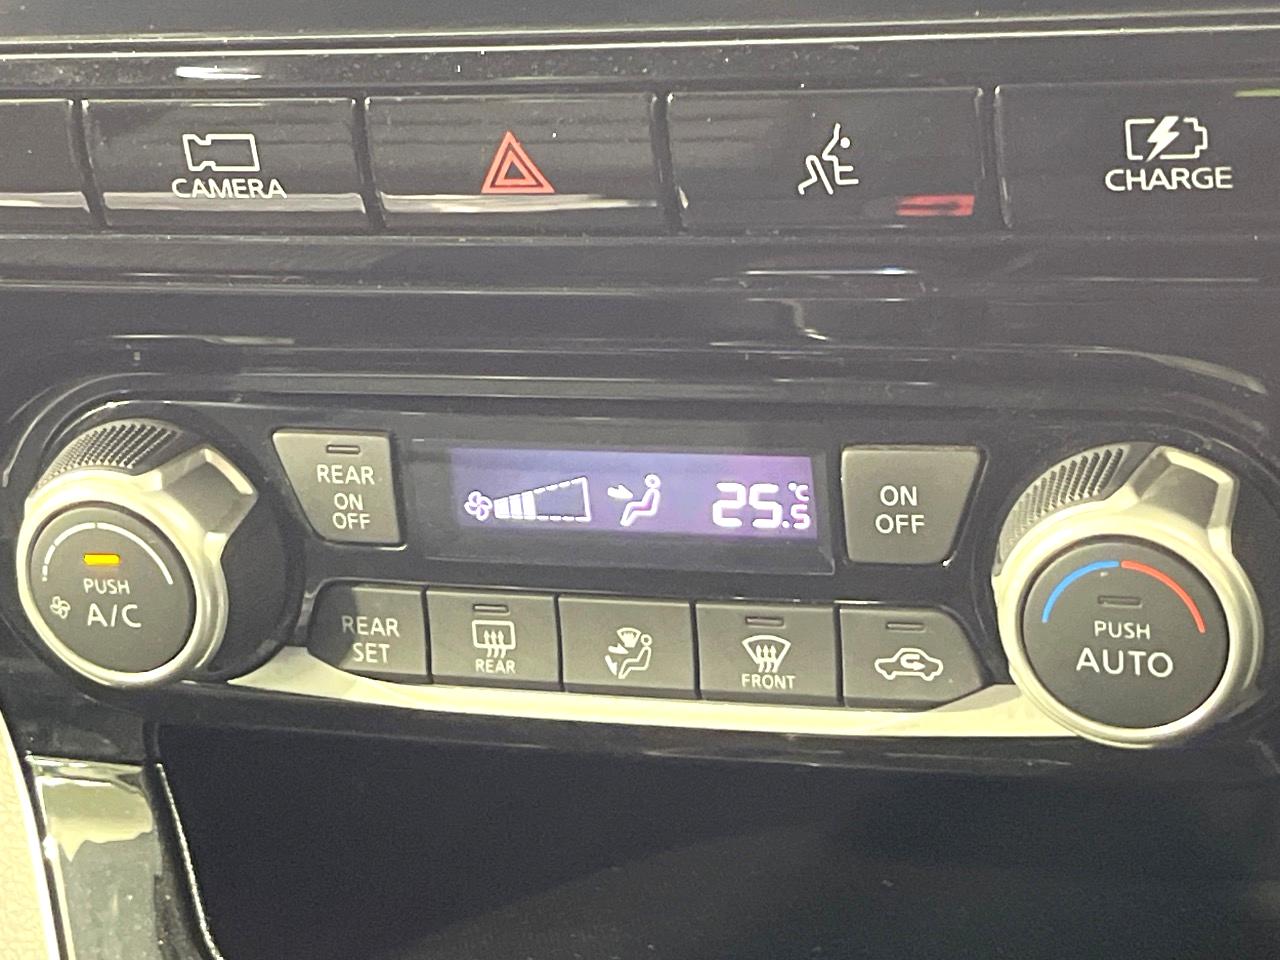 CAMERA
CHARGE
REAR
ON
OFF
25.5 °C
ON
OFF
PUSH
A/C
REAR
SET
REAR
FRONT
PUSH
AUTO